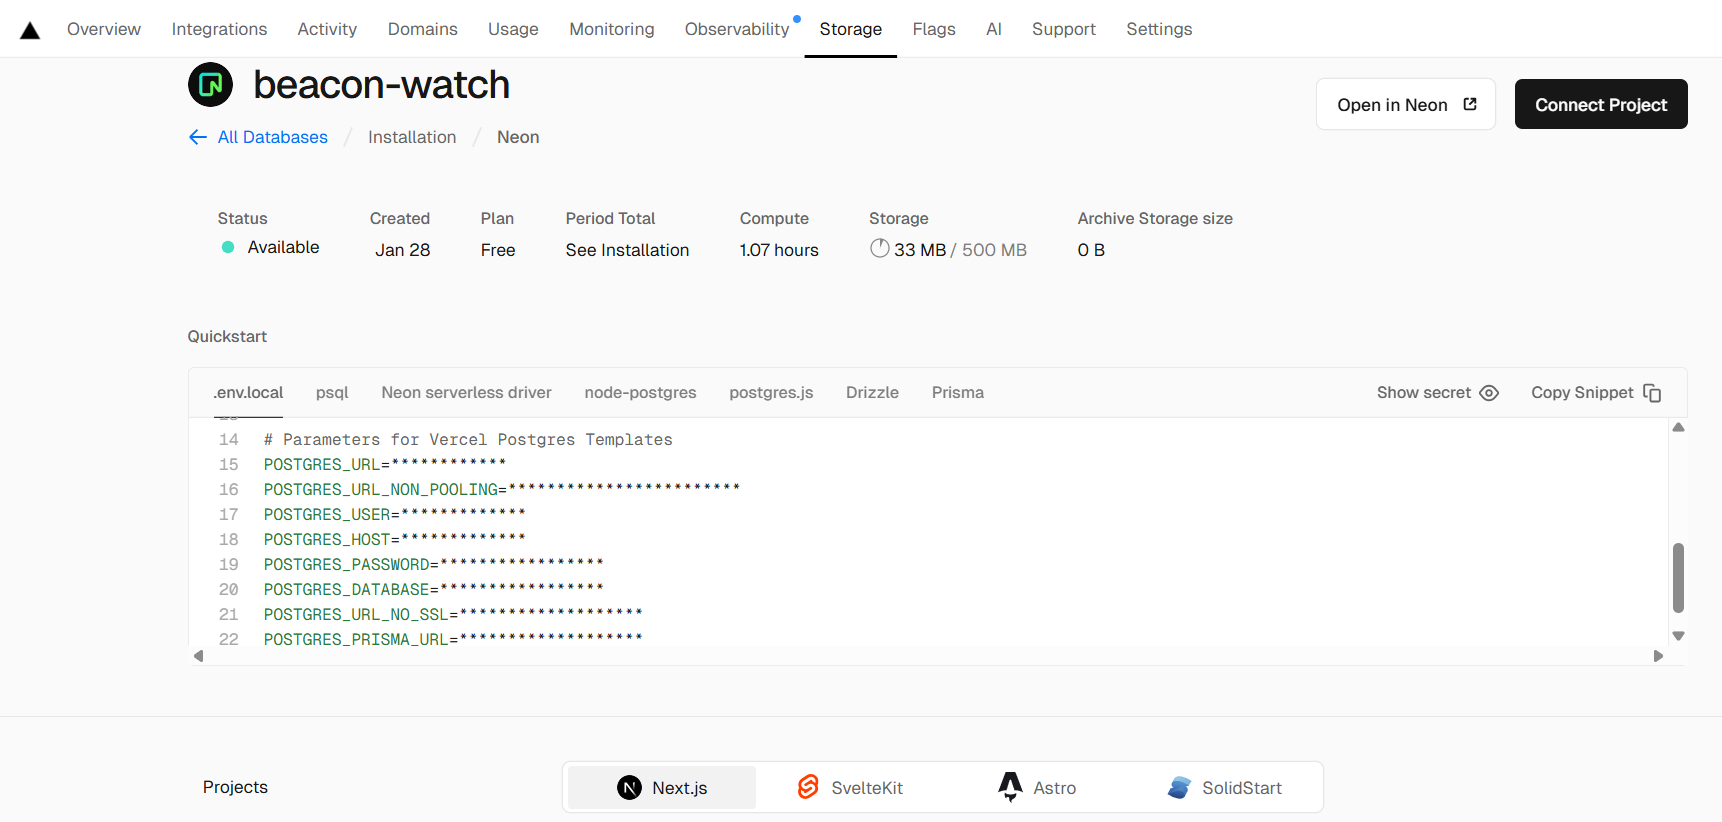 Overview Integrations Activity Domains Usage Monitoring Observability Storage Flags AI Support Settings
beacon-watch
Open in Neon Connect Project
All Databases / Installation / Neon
Status Created Plan Period Total Compute Storage Archive Storage size
Available Jan 28 Free See Installation 1.07 hours 33 MB / 500 MB 0 B
Quickstart
.env.local psql Neon serverless driver node-postgres postgres.js Drizzle Prisma Show secret Copy Snippet
14 # Parameters for Vercel Postgres Templates
15 POSTGRES_URL=************
16 POSTGRES_URL_NON_POOLING=************************
17 POSTGRES_USER=*************
18 POSTGRES_HOST=*************
19 POSTGRES_PASSWORD=*****************
20 POSTGRES_DATABASE=*****************
21 POSTGRES_URL_NO_SSL=*******************
22 POSTGRES_PRISMA_URL=*******************
Projects Next.js SvelteKit Astro SolidStart